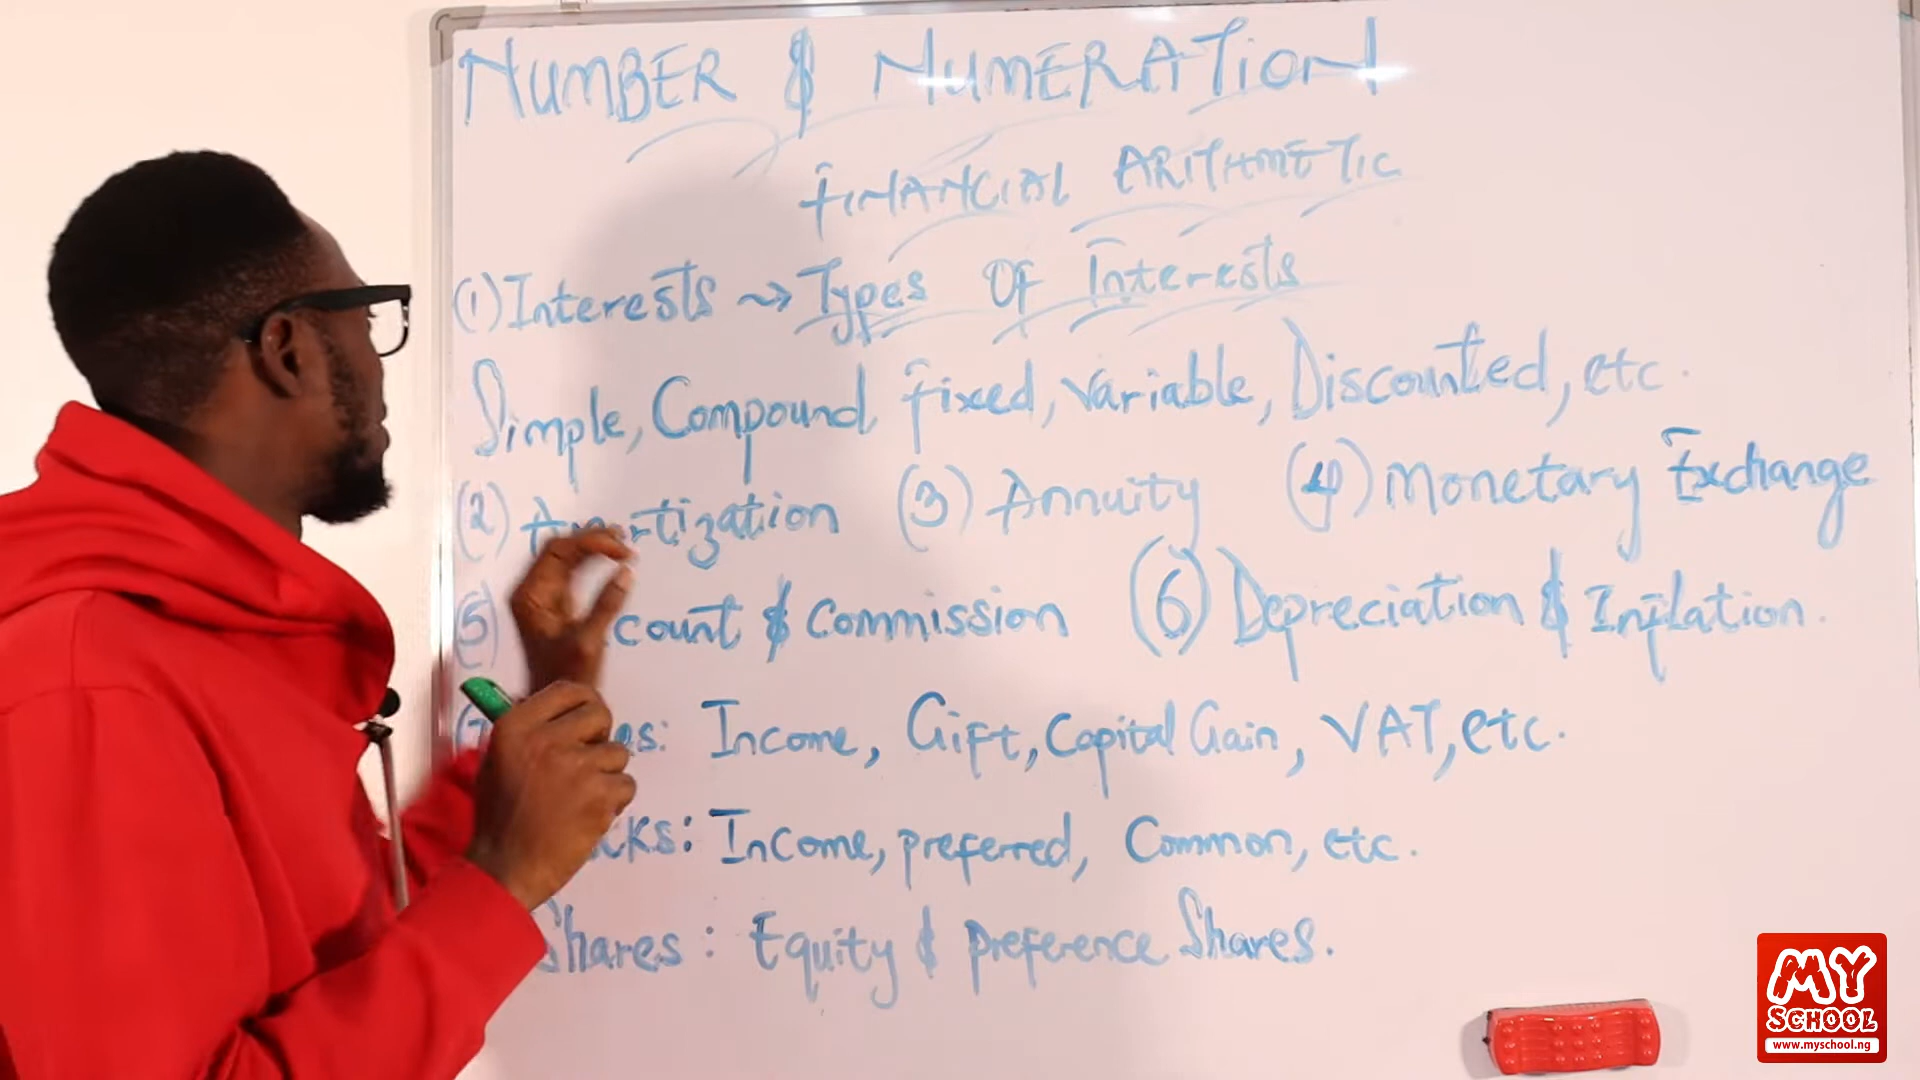 NUMBER & NUMERATION
FINANCIAL ARITHMETIC
(1) Interests ⇝ Types Of Interests
Simple, Compound Fixed, Variable, Discounted, etc.
(2) Amortization (3) Annuity (4) Monetary Exchange
(5) count & Commission (6) Depreciation & Inflation.
es: Income, Gift, Capital Gain, VAT, etc.
cks: Income, preferred, Common, etc.
Shares: Equity & preference Shares.
MY
SCHOOL
www.myschool.ng